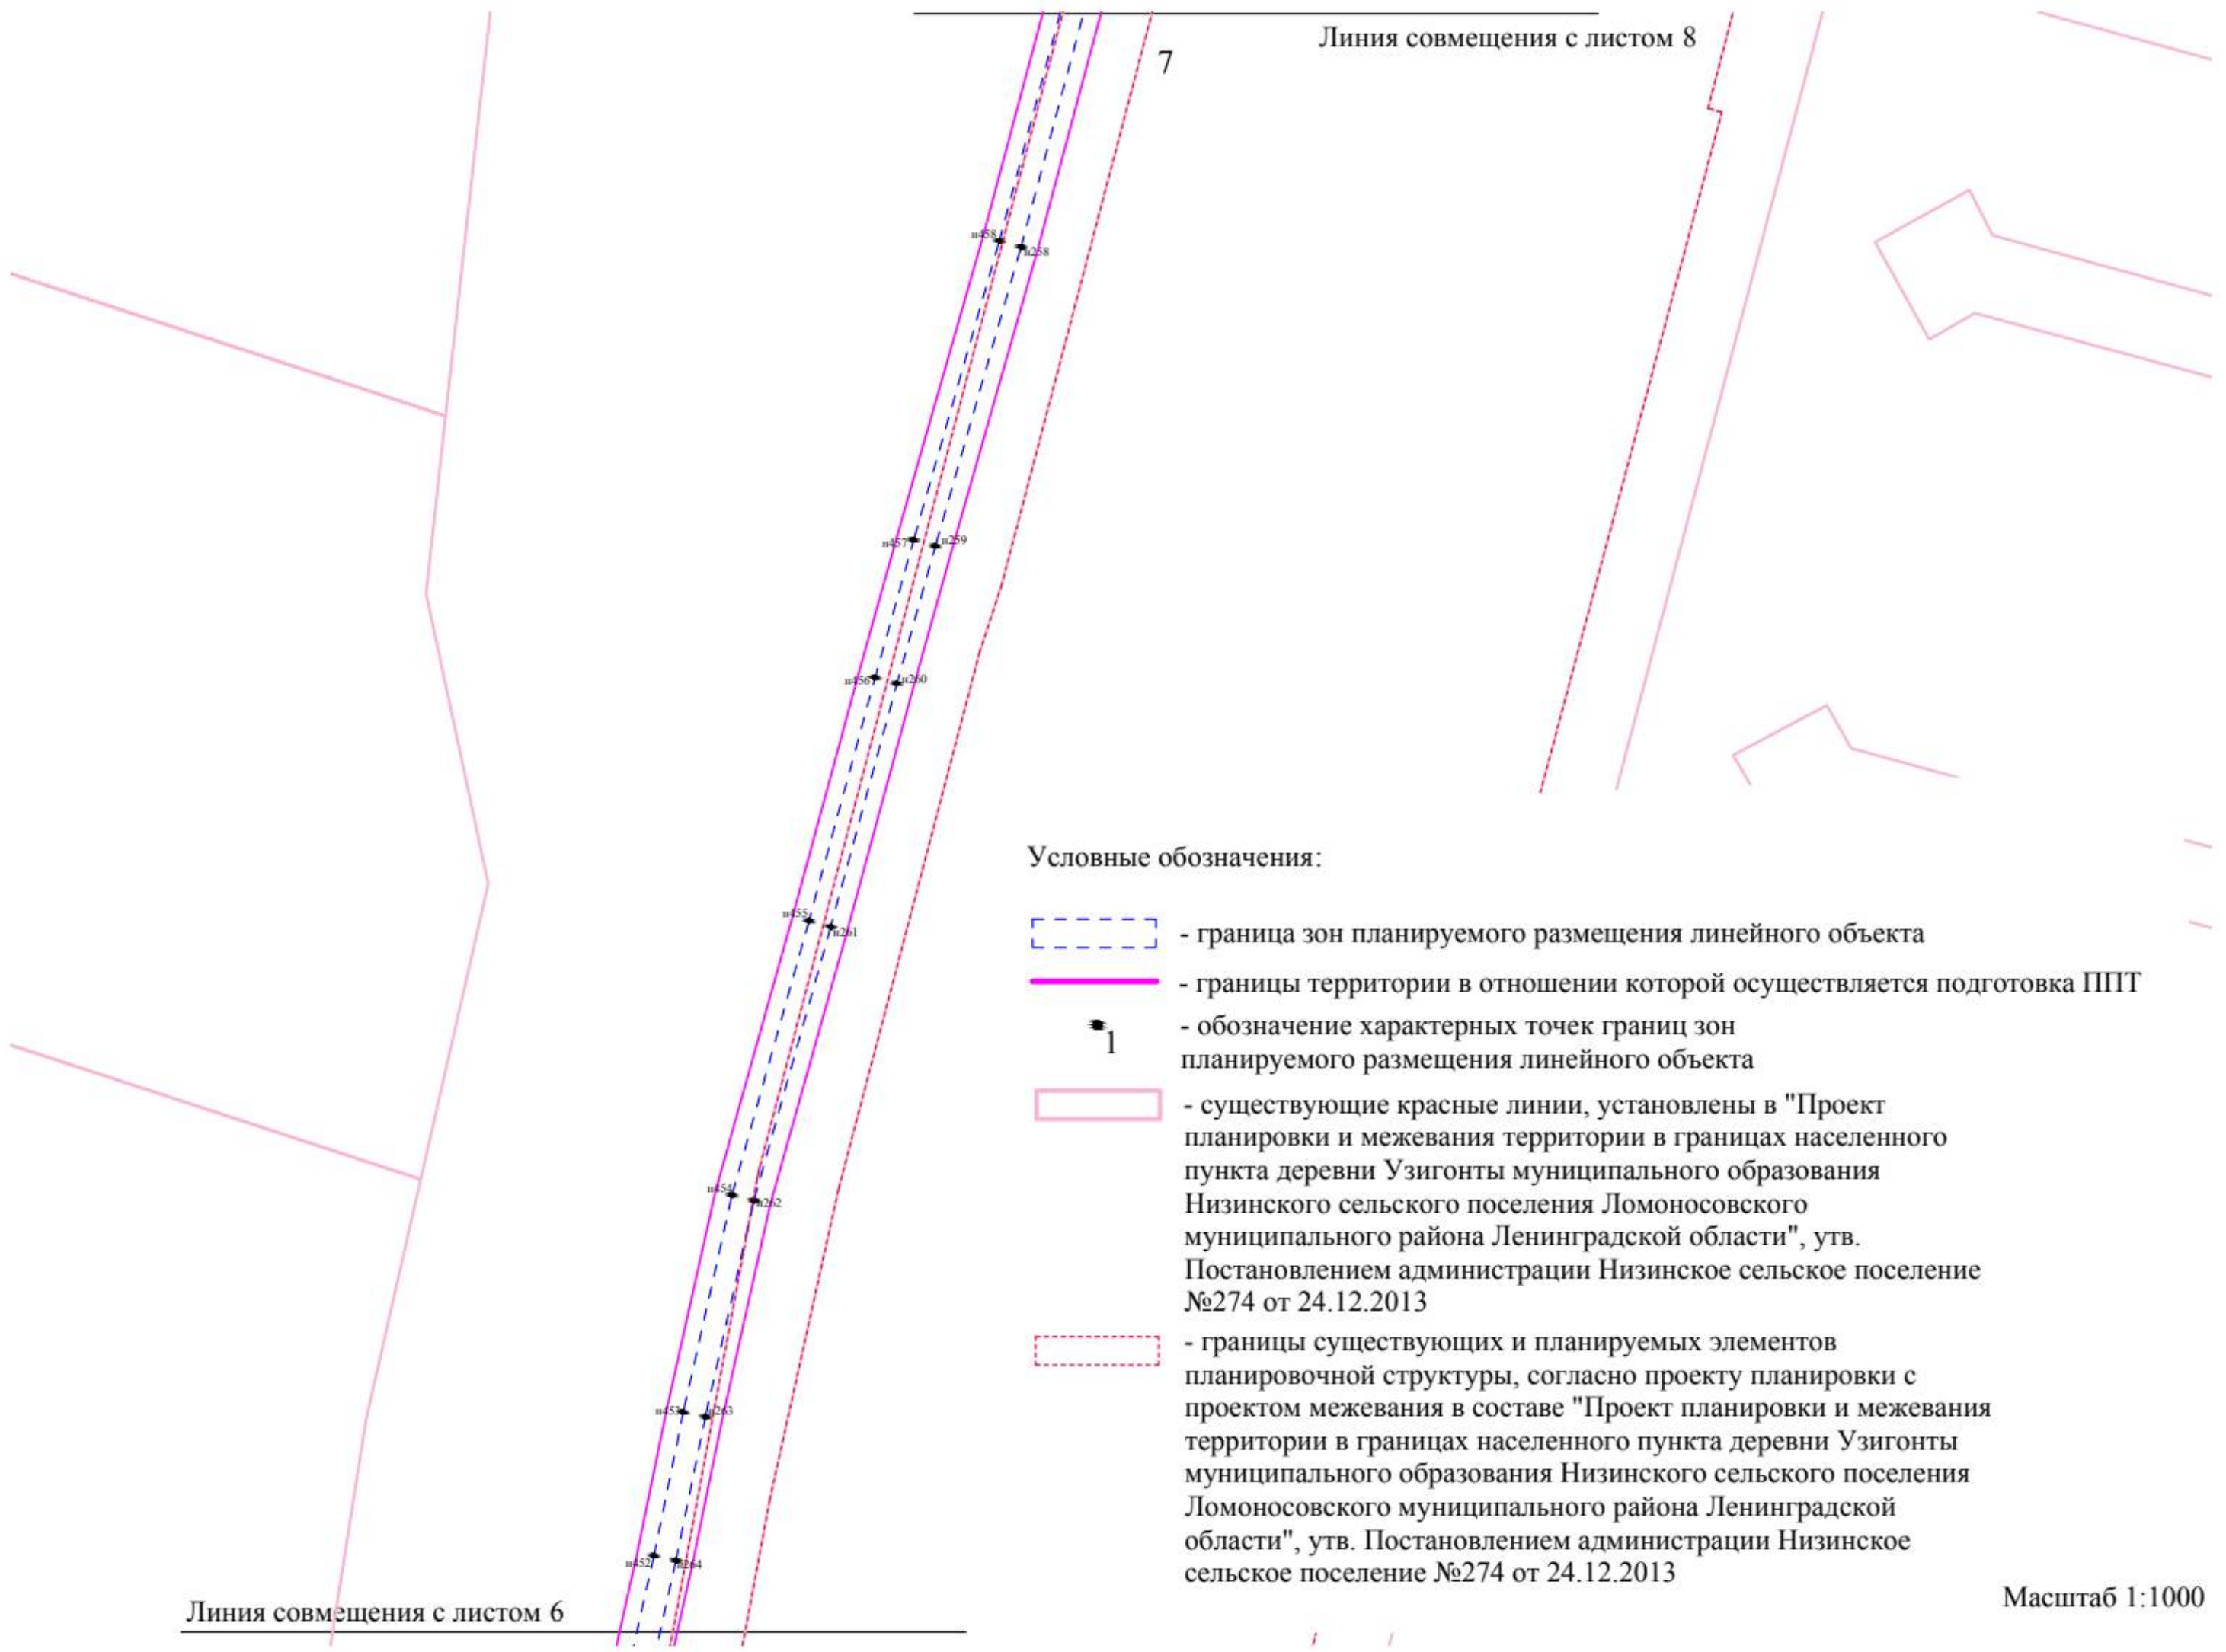 Линия совмещения с листом 8
7
н458
н258
н457
н259
н456
н260
н455
н261
н454
н262
н453
н263
н452
н264
Условные обозначения:
- граница зон планируемого размещения линейного объекта
- границы территории в отношении которой осуществляется подготовка ППТ
1
- обозначение характерных точек границ зон
планируемого размещения линейного объекта
- существующие красные линии, установлены в "Проект
планировки и межевания территории в границах населенного
пункта деревни Узигонты муниципального образования
Низинского сельского поселения Ломоносовского
муниципального района Ленинградской области", утв.
Постановлением администрации Низинское сельское поселение
№274 от 24.12.2013
- границы существующих и планируемых элементов
планировочной структуры, согласно проекту планировки с
проектом межевания в составе "Проект планировки и межевания
территории в границах населенного пункта деревни Узигонты
муниципального образования Низинского сельского поселения
Ломоносовского муниципального района Ленинградской
области", утв. Постановлением администрации Низинское
сельское поселение №274 от 24.12.2013
Масштаб 1:1000
Линия совмещения с листом 6